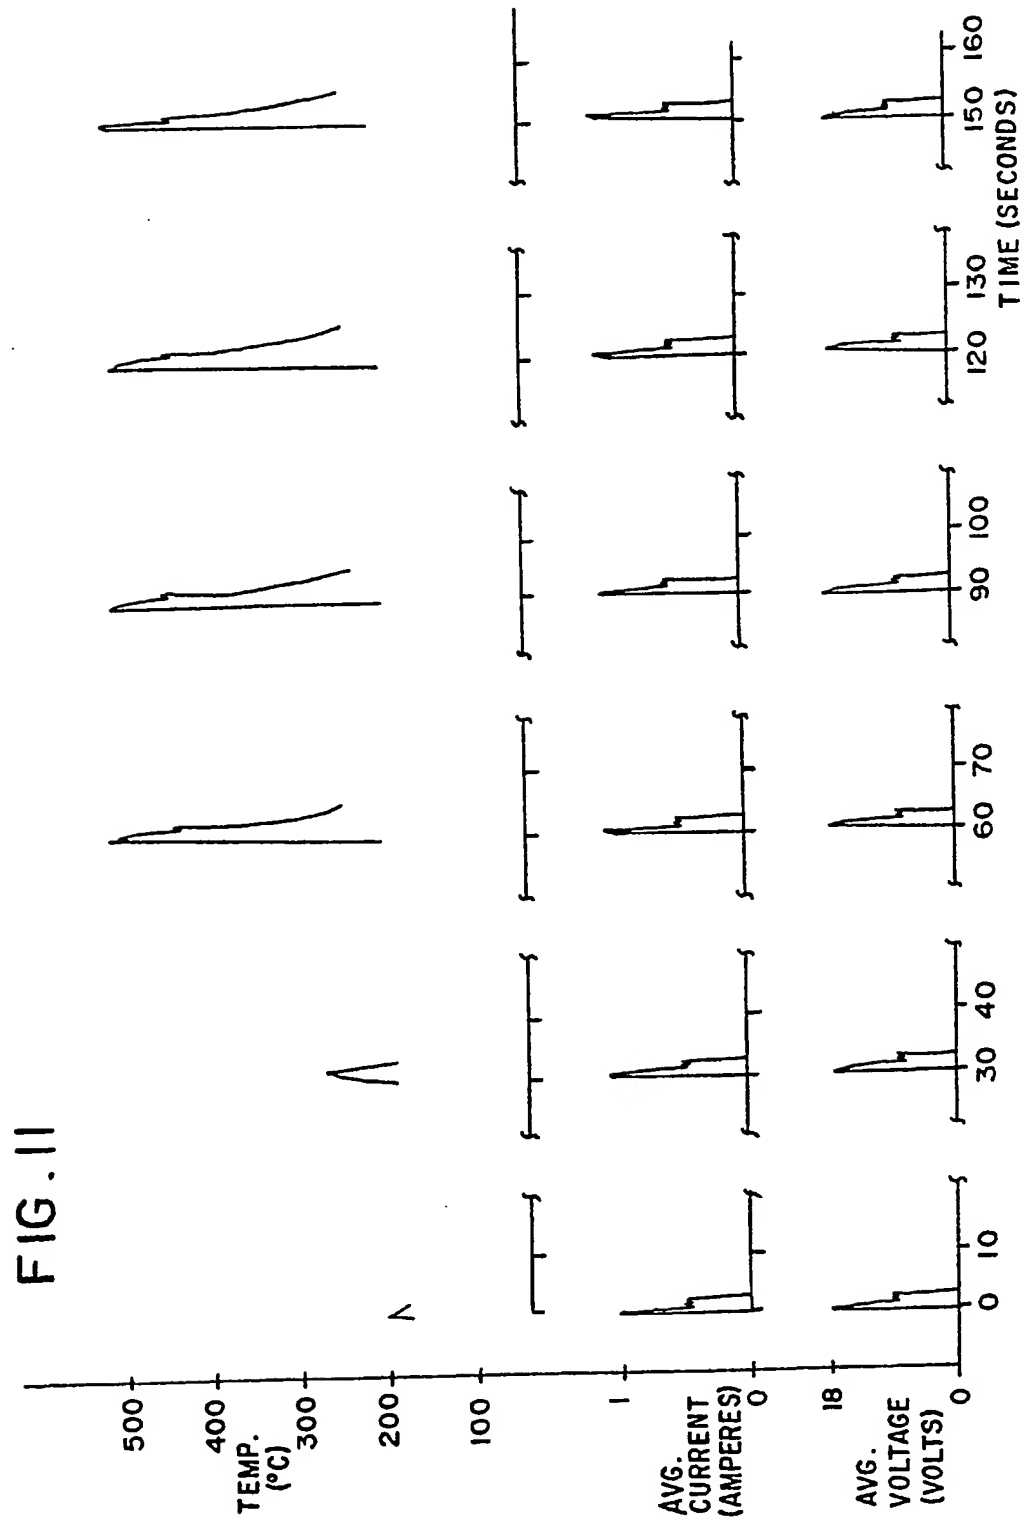 FIG.11
500
400
TEMP.
(°C)
300
200
100
1
AVG.
CURRENT
(AMPERES)
0
18
AVG.
VOLTAGE
(VOLTS)
0
0 10 30 40 60 70 90 100 120 130 150 160
TIME (SECONDS)